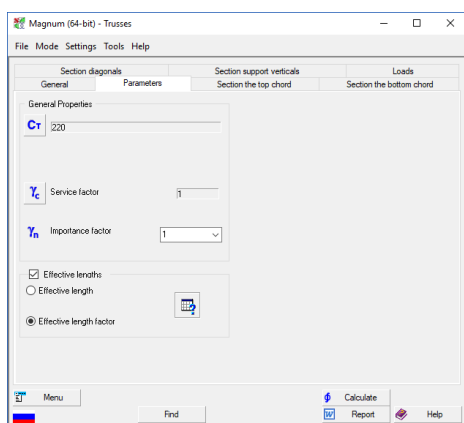 Magnum (64-bit) - Trusses
File Mode Settings Tools Help
Section diagonals Section support verticals Loads
General Parameters Section the top chord Section the bottom chord
General Properties
Cт 220
γc Service factor 1
γn Importance factor 1
Effective lengths
Effective length
Effective length factor
Menu Calculate
Find Report Help